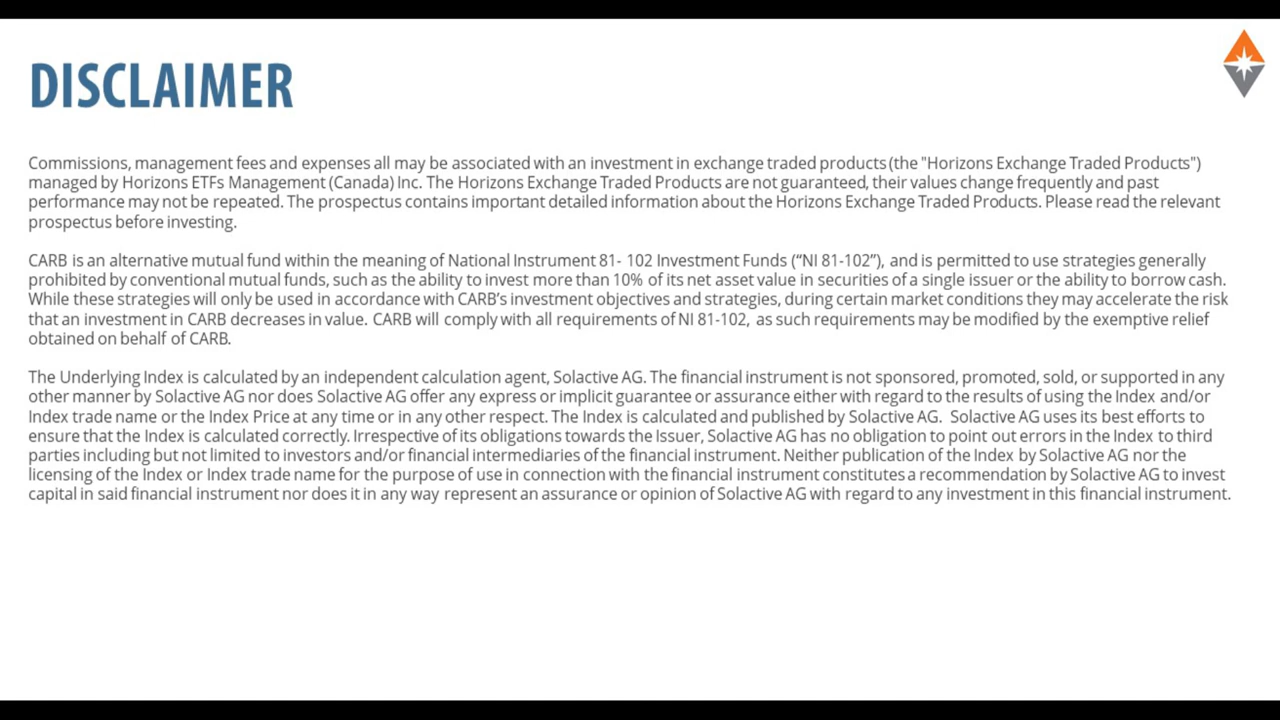 DISCLAIMER
Commissions, management fees and expenses all may be associated with an investment in exchange traded products (the "Horizons Exchange Traded Products")
managed by Horizons ETFs Management (Canada) Inc. The Horizons Exchange Traded Products are not guaranteed, their values change frequently and past
performance may not be repeated. The prospectus contains important detailed information about the Horizons Exchange Traded Products. Please read the relevant
prospectus before investing.
CARB is an alternative mutual fund within the meaning of National Instrument 81- 102 Investment Funds (“NI 81-102”), and is permitted to use strategies generally
prohibited by conventional mutual funds, such as the ability to invest more than 10% of its net asset value in securities of a single issuer or the ability to borrow cash.
While these strategies will only be used in accordance with CARB’s investment objectives and strategies, during certain market conditions they may accelerate the risk
that an investment in CARB decreases in value. CARB will comply with all requirements of NI 81-102, as such requirements may be modified by the exemptive relief
obtained on behalf of CARB.
The Underlying Index is calculated by an independent calculation agent, Solactive AG. The financial instrument is not sponsored, promoted, sold, or supported in any
other manner by Solactive AG nor does Solactive AG offer any express or implicit guarantee or assurance either with regard to the results of using the Index and/or
Index trade name or the Index Price at any time or in any other respect. The Index is calculated and published by Solactive AG. Solactive AG uses its best efforts to
ensure that the Index is calculated correctly. Irrespective of its obligations towards the Issuer, Solactive AG has no obligation to point out errors in the Index to third
parties including but not limited to investors and/or financial intermediaries of the financial instrument. Neither publication of the Index by Solactive AG nor the
licensing of the Index or Index trade name for the purpose of use in connection with the financial instrument constitutes a recommendation by Solactive AG to invest
capital in said financial instrument nor does it in any way represent an assurance or opinion of Solactive AG with regard to any investment in this financial instrument.